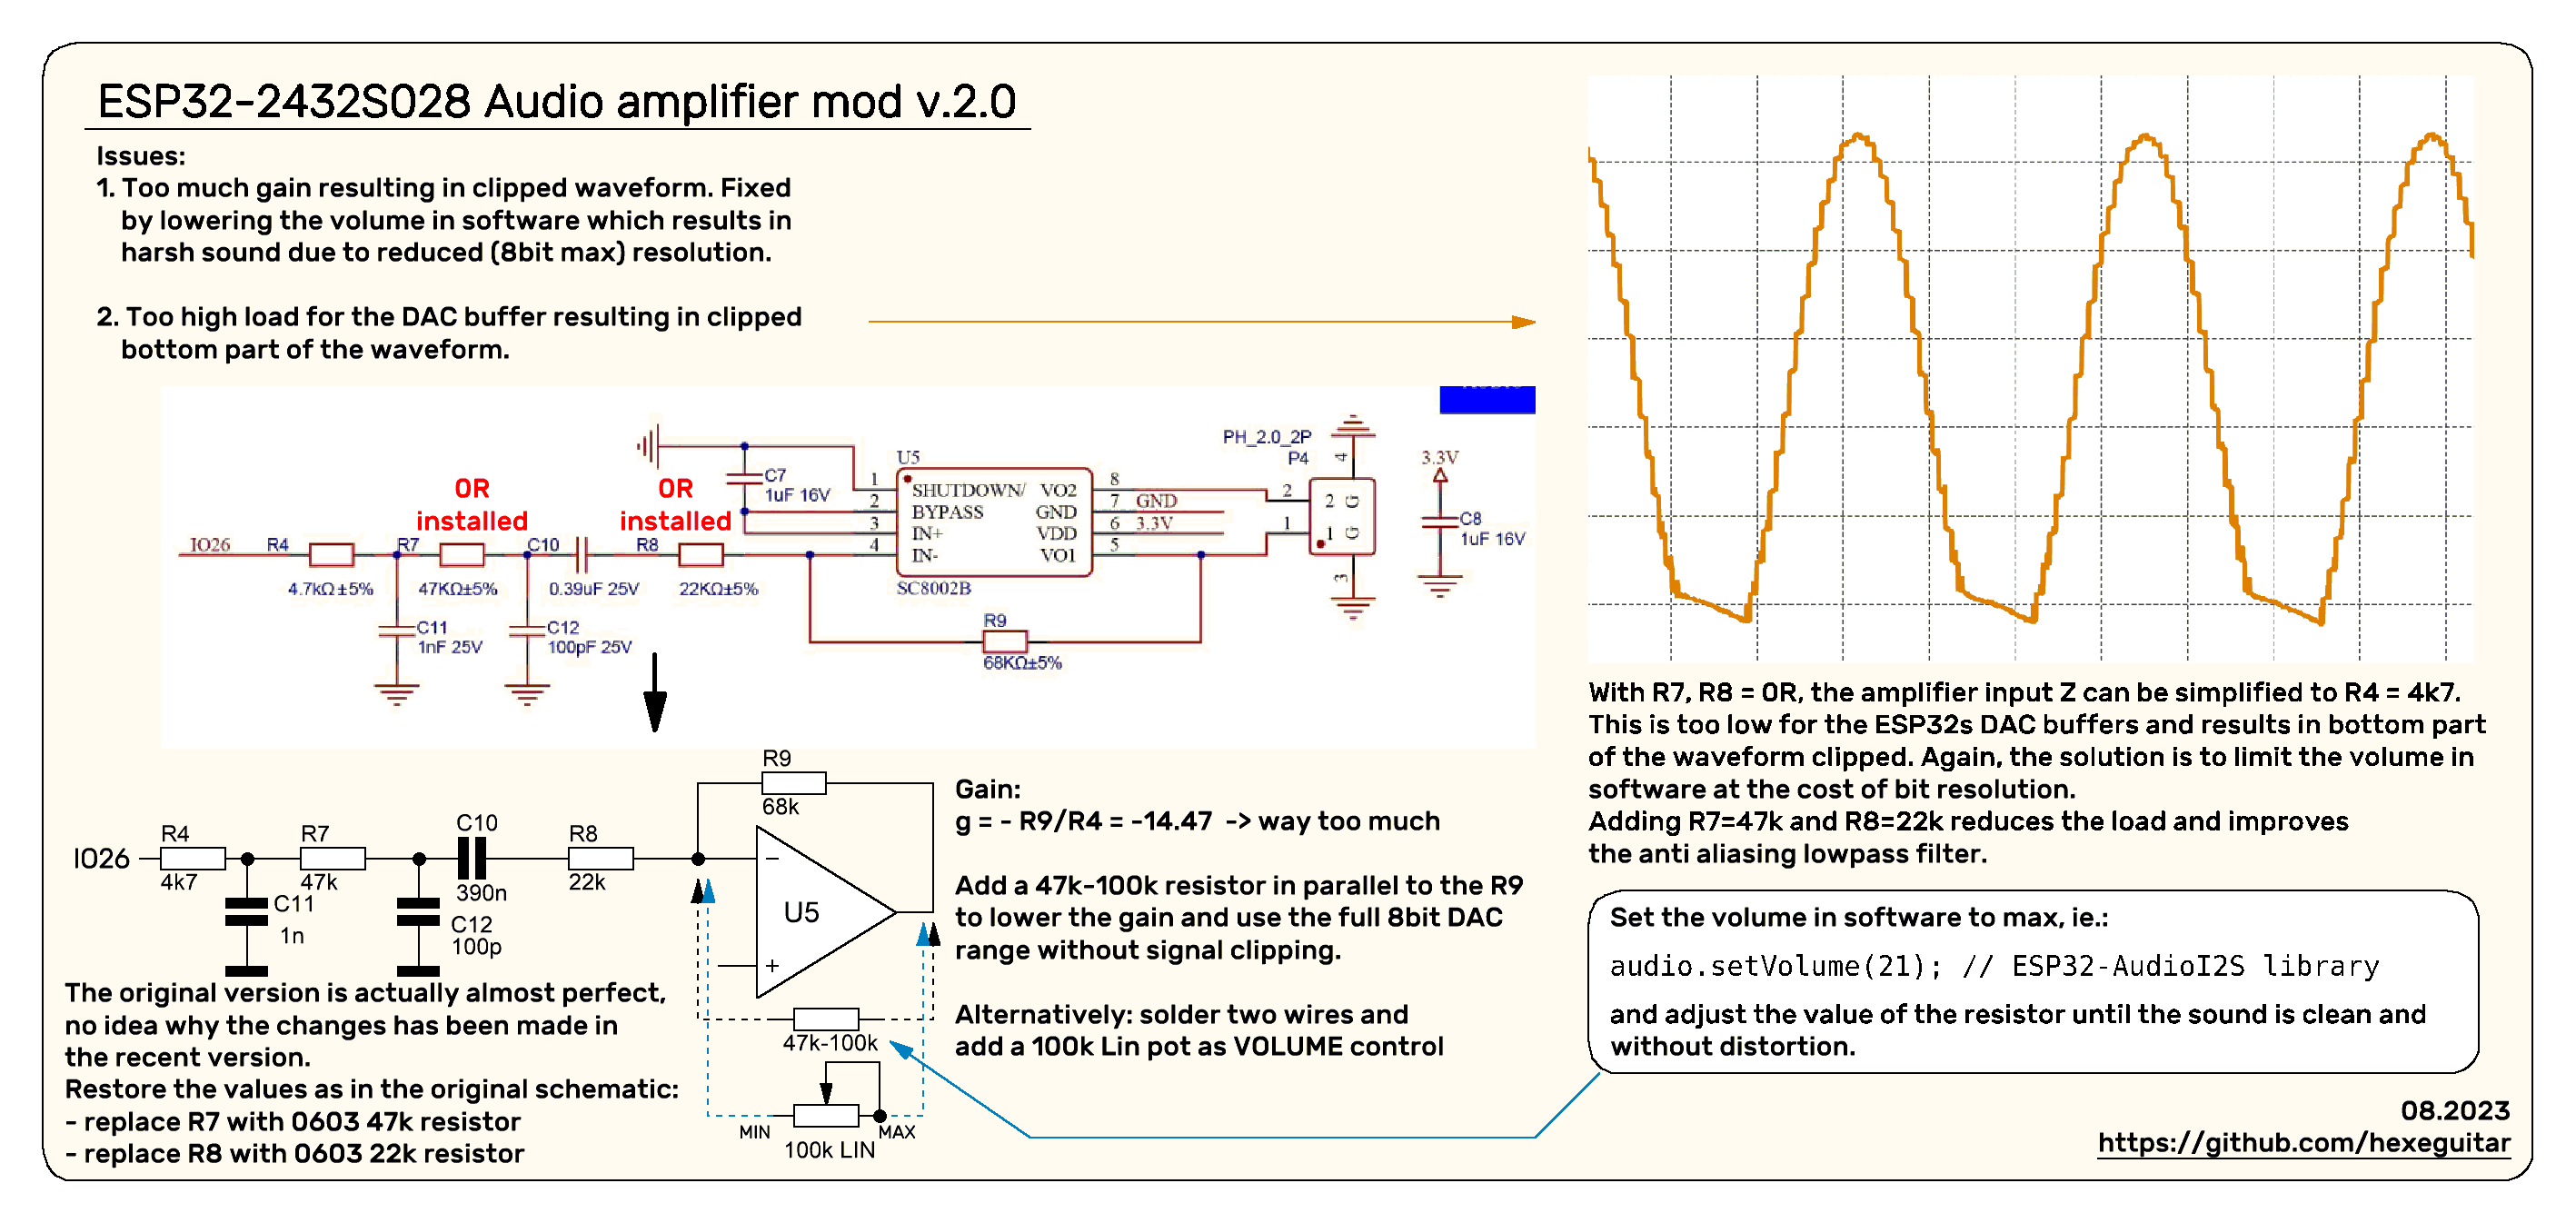 ESP32-2432S028 Audio amplifier mod v.2.0
Issues:
1. Too much gain resulting in clipped waveform. Fixed
by lowering the volume in software which results in
harsh sound due to reduced (8bit max) resolution.
2. Too high load for the DAC buffer resulting in clipped
bottom part of the waveform.
PH_2.0_2P
P4
4
3.3V
U5
C7
1uF 16V
1
2
3
4
SHUTDOWN/
BYPASS
IN+
IN-
VO2
GND
VDD
VO1
8
7
6
5
GND
3.3V
2
1
2 G
1 G
3
C8
1uF 16V
SC8002B
0R
installed
0R
installed
IO26
R4
R7
C10
R8
4.7kΩ±5%
47KΩ±5%
0.39uF 25V
22KΩ±5%
C11
1nF 25V
C12
100pF 25V
R9
68KΩ±5%
With R7, R8 = 0R, the amplifier input Z can be simplified to R4 = 4k7.
This is too low for the ESP32s DAC buffers and results in bottom part
of the waveform clipped. Again, the solution is to limit the volume in
software at the cost of bit resolution.
Adding R7=47k and R8=22k reduces the load and improves
the anti aliasing lowpass filter.
R9
68k
IO26
R4
4k7
R7
47k
C10
390n
R8
22k
C11
1n
C12
100p
−
U5
+
47k-100k
MIN
100k LIN
MAX
Gain:
g = - R9/R4 = -14.47 -> way too much
Add a 47k-100k resistor in parallel to the R9
to lower the gain and use the full 8bit DAC
range without signal clipping.
Alternatively: solder two wires and
add a 100k Lin pot as VOLUME control
The original version is actually almost perfect,
no idea why the changes has been made in
the recent version.
Restore the values as in the original schematic:
- replace R7 with 0603 47k resistor
- replace R8 with 0603 22k resistor
Set the volume in software to max, ie.:
audio.setVolume(21); // ESP32-AudioI2S library
and adjust the value of the resistor until the sound is clean and
without distortion.
08.2023
https://github.com/hexeguitar